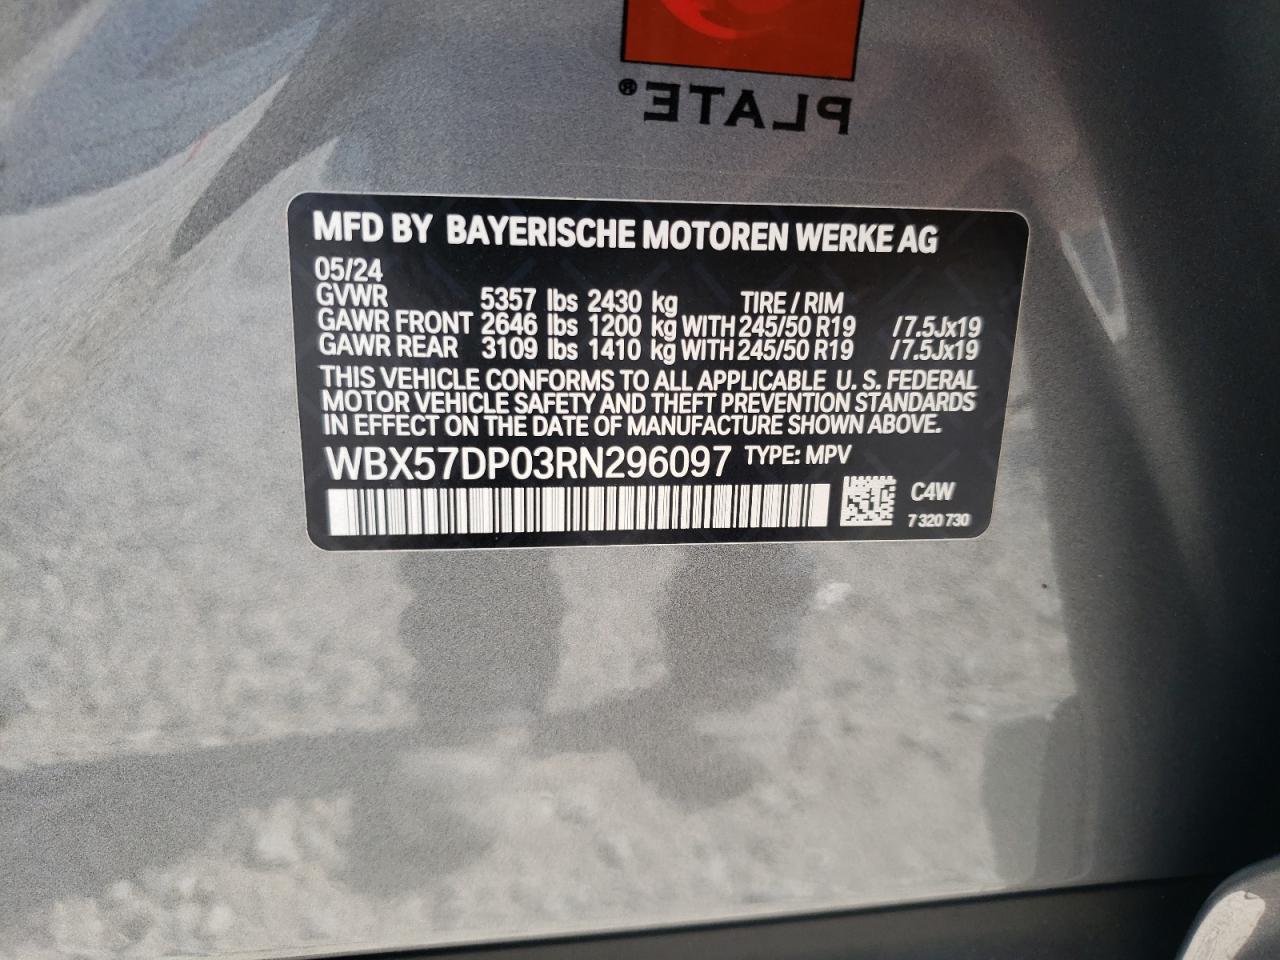 PLATE®
MFD BY BAYERISCHE MOTOREN WERKE AG
05/24
GVWR 5357 lbs 2430 kg TIRE / RIM
GAWR FRONT 2646 lbs 1200 kg WITH 245/50 R19 /7.5Jx19
GAWR REAR 3109 lbs 1410 kg WITH 245/50 R19 /7.5Jx19
THIS VEHICLE CONFORMS TO ALL APPLICABLE U. S. FEDERAL
MOTOR VEHICLE SAFETY AND THEFT PREVENTION STANDARDS
IN EFFECT ON THE DATE OF MANUFACTURE SHOWN ABOVE.
WBX57DP03RN296097 TYPE: MPV
C4W
7 320 730